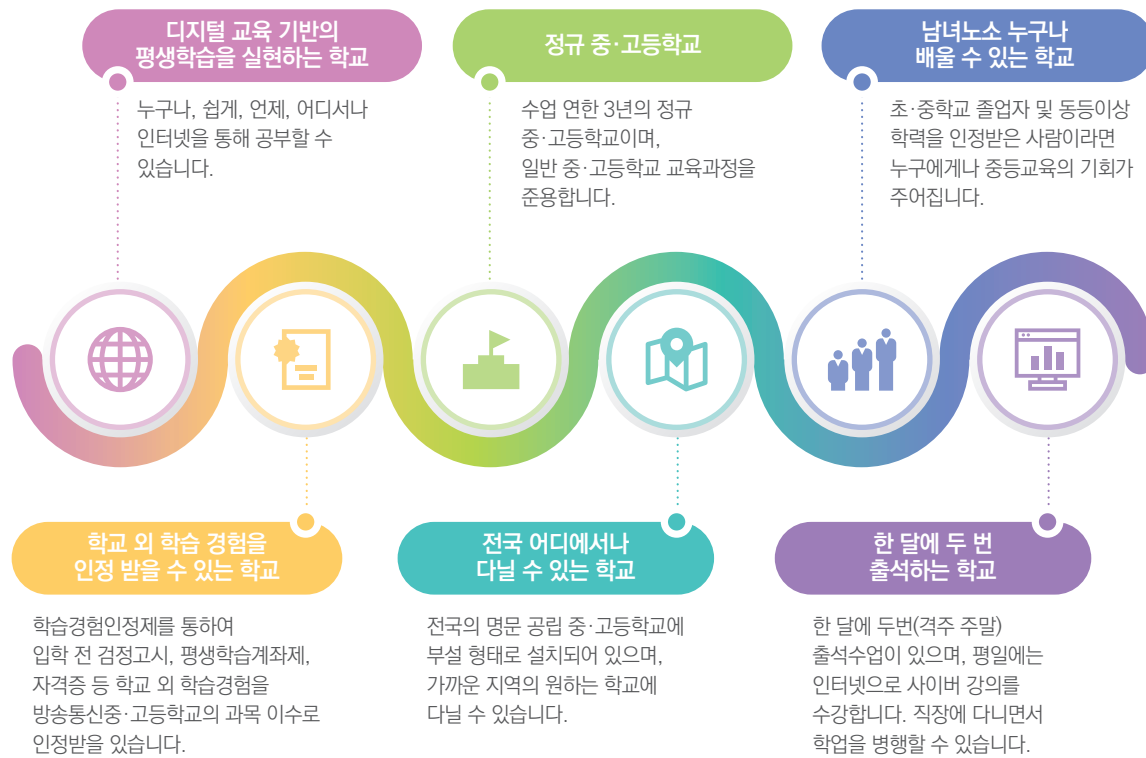 디지털 교육 기반의
평생학습을 실현하는 학교
누구나, 쉽게, 언제, 어디서나
인터넷을 통해 공부할 수
있습니다.
정규 중·고등학교
수업 연한 3년의 정규
중·고등학교이며,
일반 중·고등학교 교육과정을
준용합니다.
남녀노소 누구나
배울 수 있는 학교
초·중학교 졸업자 및 동등이상
학력을 인정받은 사람이라면
누구에게나 중등교육의 기회가
주어집니다.
학교 외 학습 경험을
인정 받을 수 있는 학교
학습경험인정제를 통하여
입학 전 검정고시, 평생학습계좌제,
자격증 등 학교 외 학습경험을
방송통신중·고등학교의 과목 이수로
인정받을 있습니다.
전국 어디에서나
다닐 수 있는 학교
전국의 명문 공립 중·고등학교에
부설 형태로 설치되어 있으며,
가까운 지역의 원하는 학교에
다닐 수 있습니다.
한 달에 두 번
출석하는 학교
한 달에 두번(격주 주말)
출석수업이 있으며, 평일에는
인터넷으로 사이버 강의를
수강합니다. 직장에 다니면서
학업을 병행할 수 있습니다.